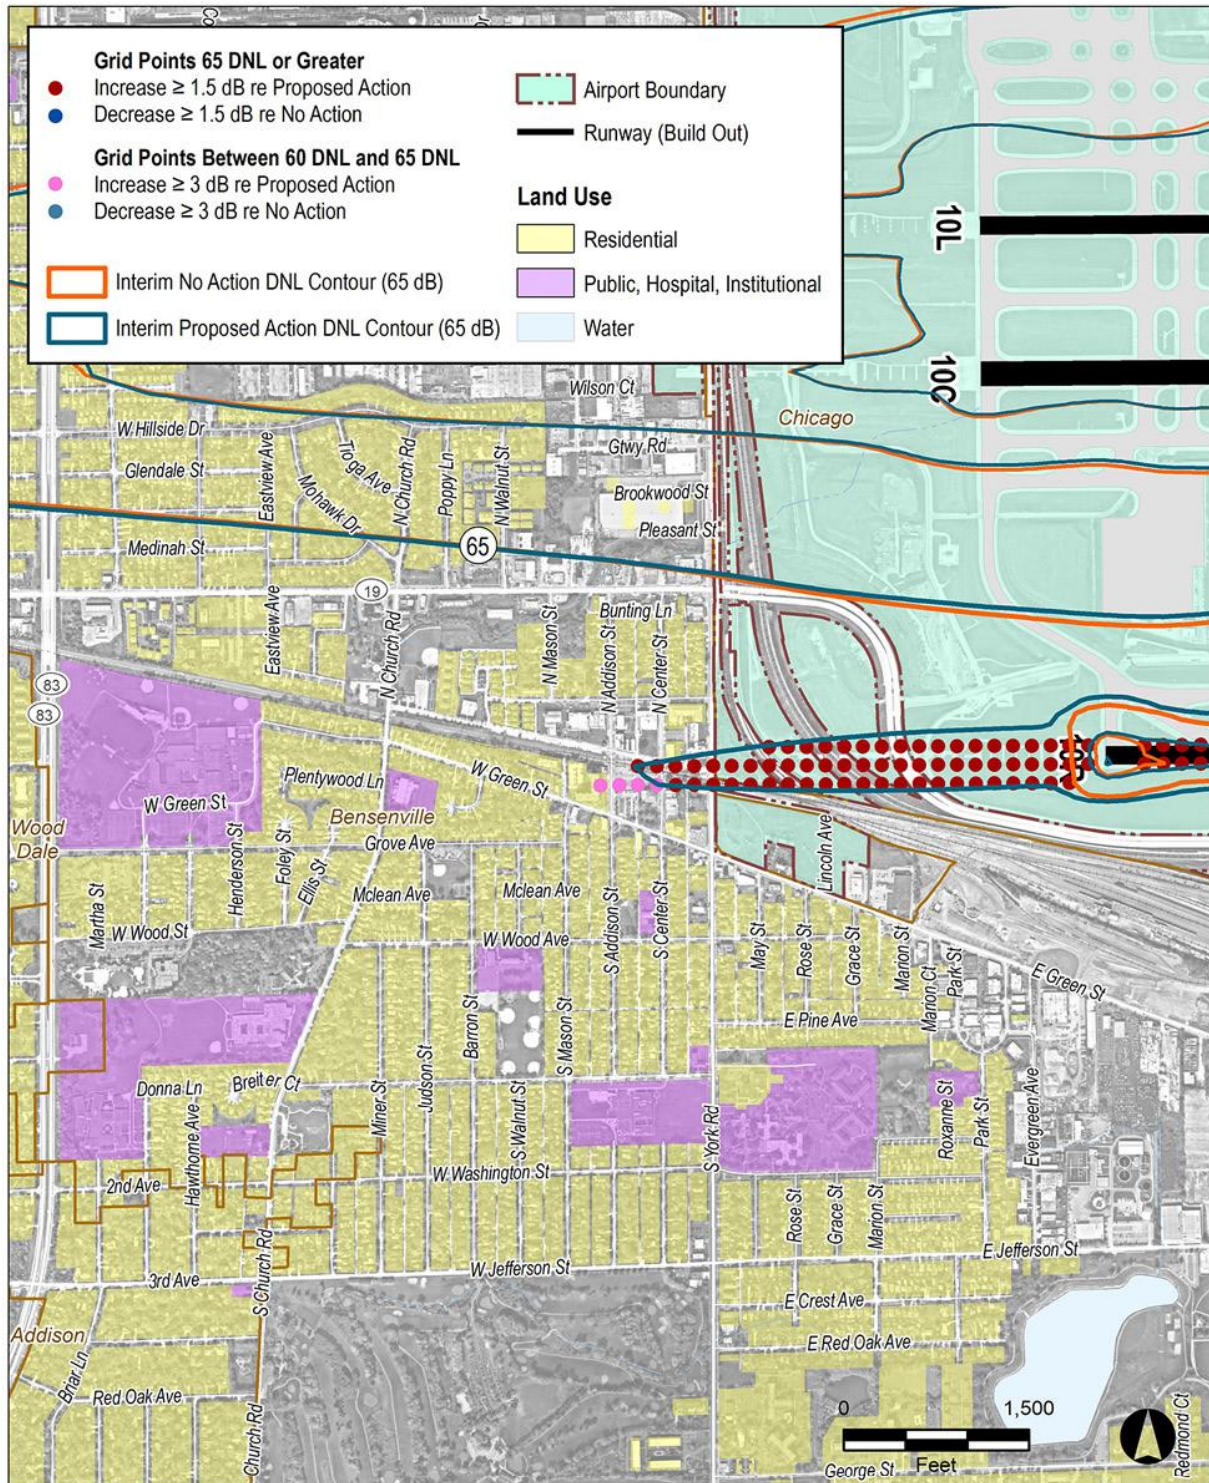 Grid Points 65 DNL or Greater
Increase ≥ 1.5 dB re Proposed Action
Decrease ≥ 1.5 dB re No Action
Grid Points Between 60 DNL and 65 DNL
Increase ≥ 3 dB re Proposed Action
Decrease ≥ 3 dB re No Action
Interim No Action DNL Contour (65 dB)
Interim Proposed Action DNL Contour (65 dB)
Airport Boundary
Runway (Build Out)
Land Use
Residential
Public, Hospital, Institutional
Water
10L
10C
Wilson Ct
Chicago
W Hillside Dr
Gtwy Rd
Glendale St
Eastview Ave
Tioga Ave
Mohawk Dr
N Church Rd
Poppy Ln
N Walnut St
Brookwood St
Pleasant St
Medinah St
65
19
Eastview Ave
N Church Rd
N Mason St
N Addison St
Bunting Ln
N Center St
83
83
10R
W Green St
Plentywood Ln
W Green St
Bensenville
Wood
Dale
Grove Ave
Henderson St
Foley St
Ellis St
Lincoln Ave
Martha St
Mclean Ave
Mclean Ave
W Wood St
W Wood Ave
S Addison St
S Center St
May St
Rose St
Grace St
Marion St
Marion Ct
Park St
E Green St
E Pine Ave
Barron St
S Mason St
Judson St
Miner St
S Walnut St
Donna Ln
Breiter Ct
Hawthorne Ave
S York Rd
Roxanne St
Park St
Evergreen Ave
2nd Ave
W Washington St
Rose St
Grace St
Marion St
S Church Rd
E Jefferson St
3rd Ave
W Jefferson St
E Crest Ave
Addison
E Red Oak Ave
Briar Ln
Red Oak Ave
Church Rd
0
1,500
Feet
George St
Redmond Ct